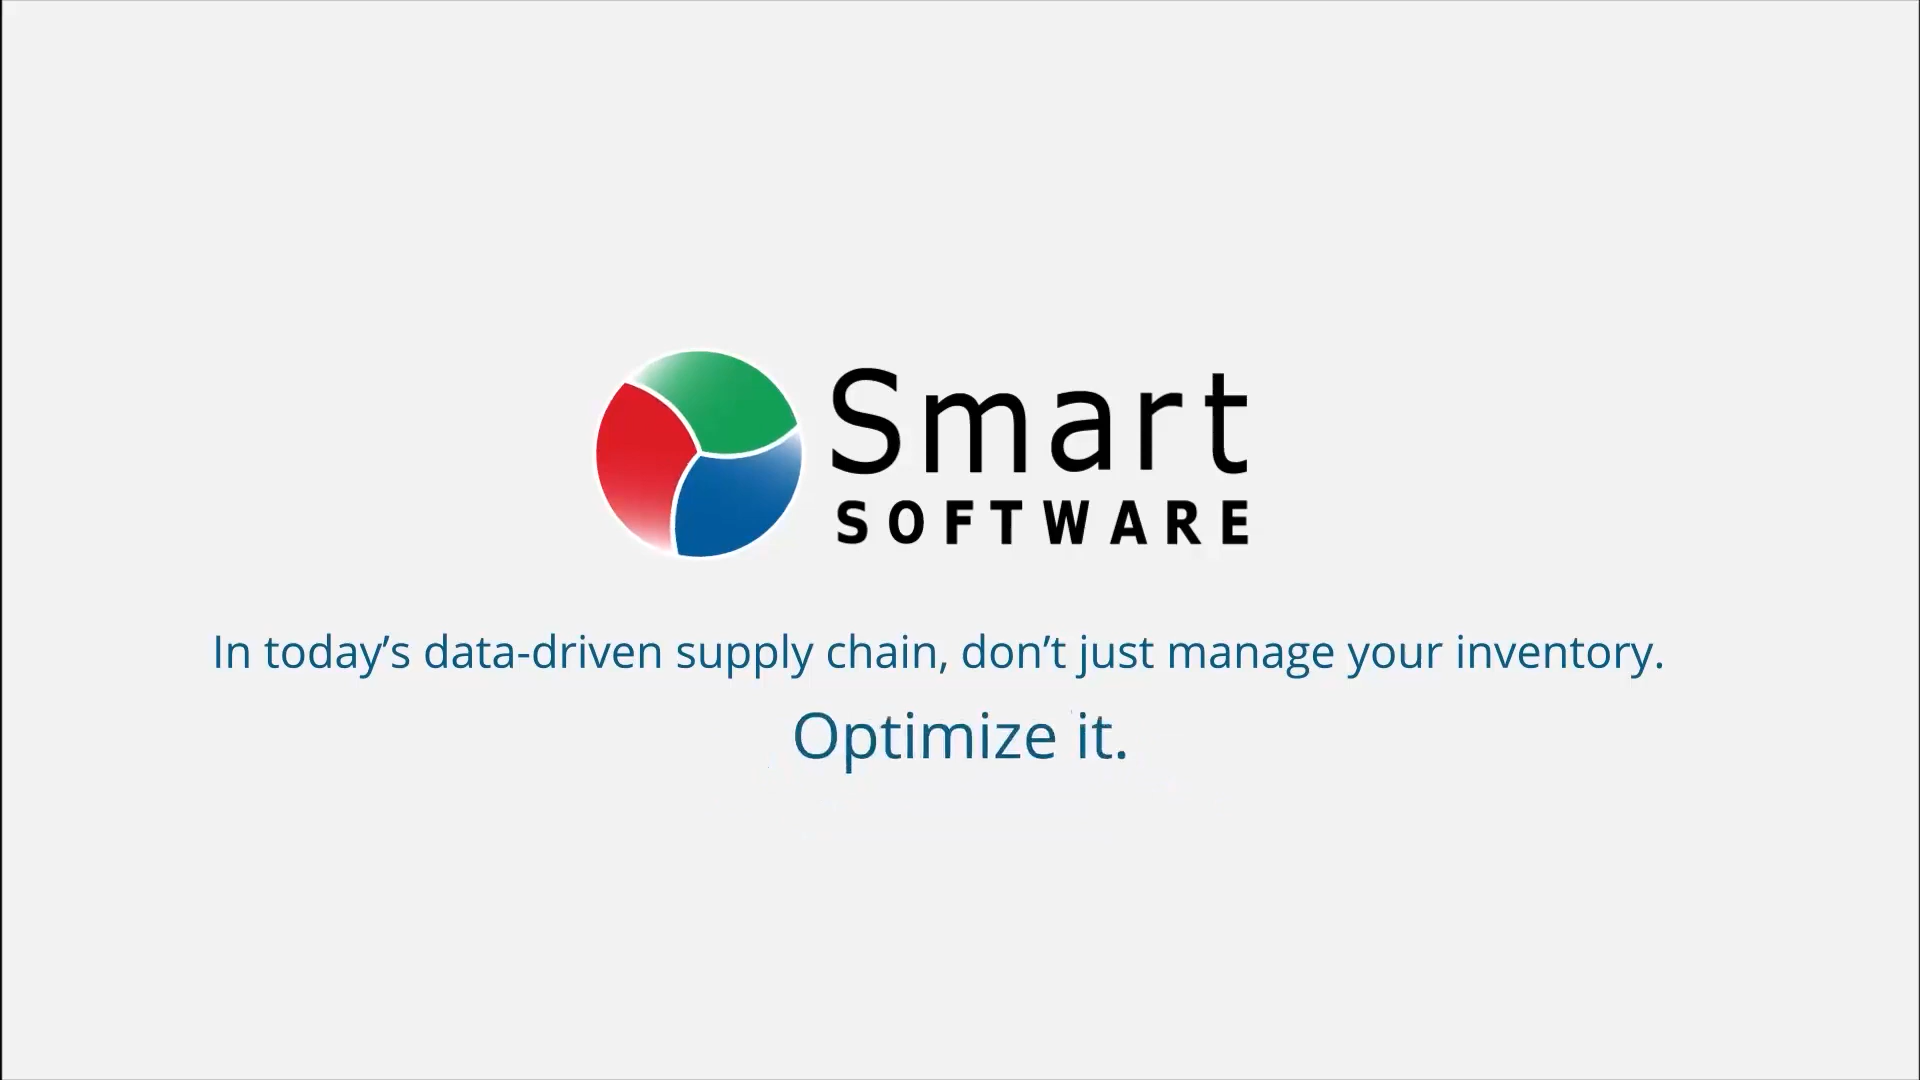 Smart
SOFTWARE
In today’s data-driven supply chain, don’t just manage your inventory.
Optimize it.